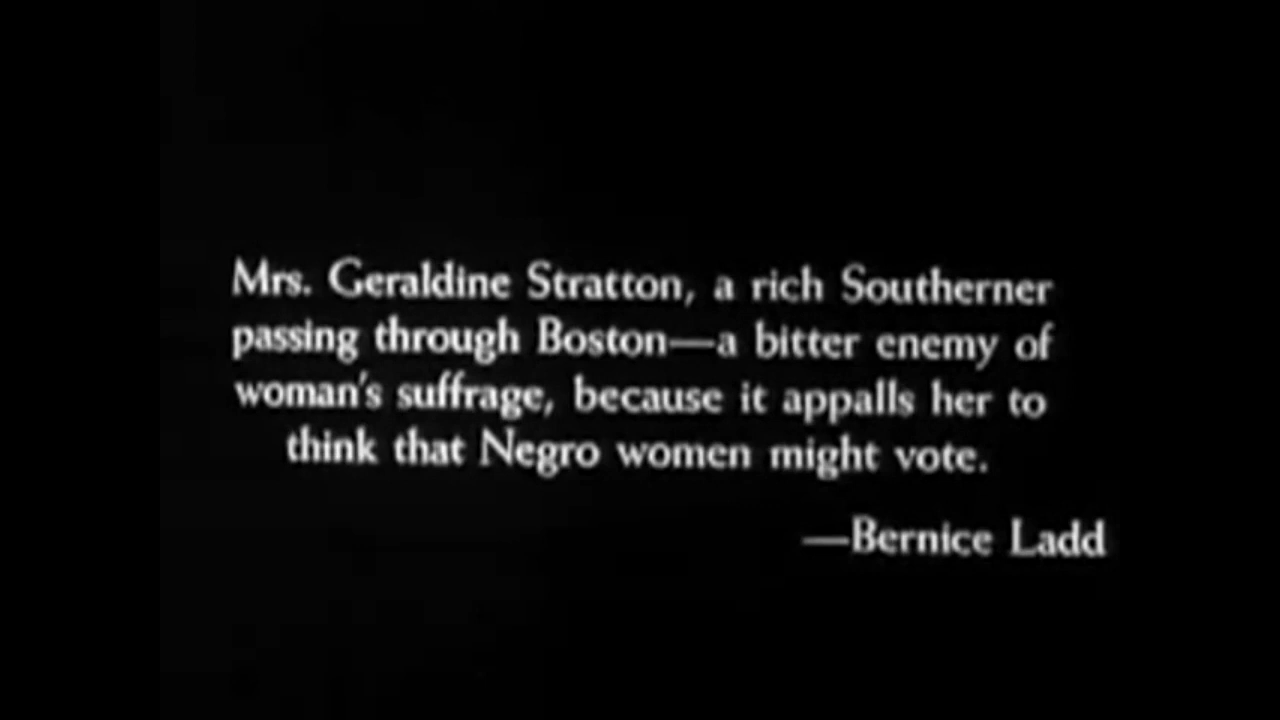 Mrs. Geraldine Stratton, a rich Southerner
passing through Boston—a bitter enemy of
woman's suffrage, because it appalls her to
think that Negro women might vote.
—Bernice Ladd